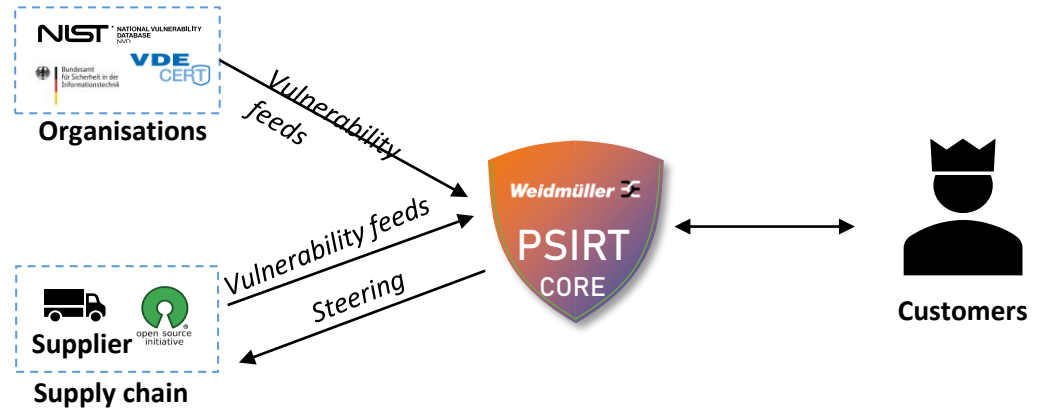 NIST
NATIONAL VULNERABILITY
DATABASE
NVD
Bundesamt
für Sicherheit in der
Informationstechnik
VDE
CERT
Organisations
Vulnerability
feeds
Vulnerability feeds
Steering
Weidmüller
PSIRT
CORE
Customers
Supplier
open source
initiative
®
Supply chain